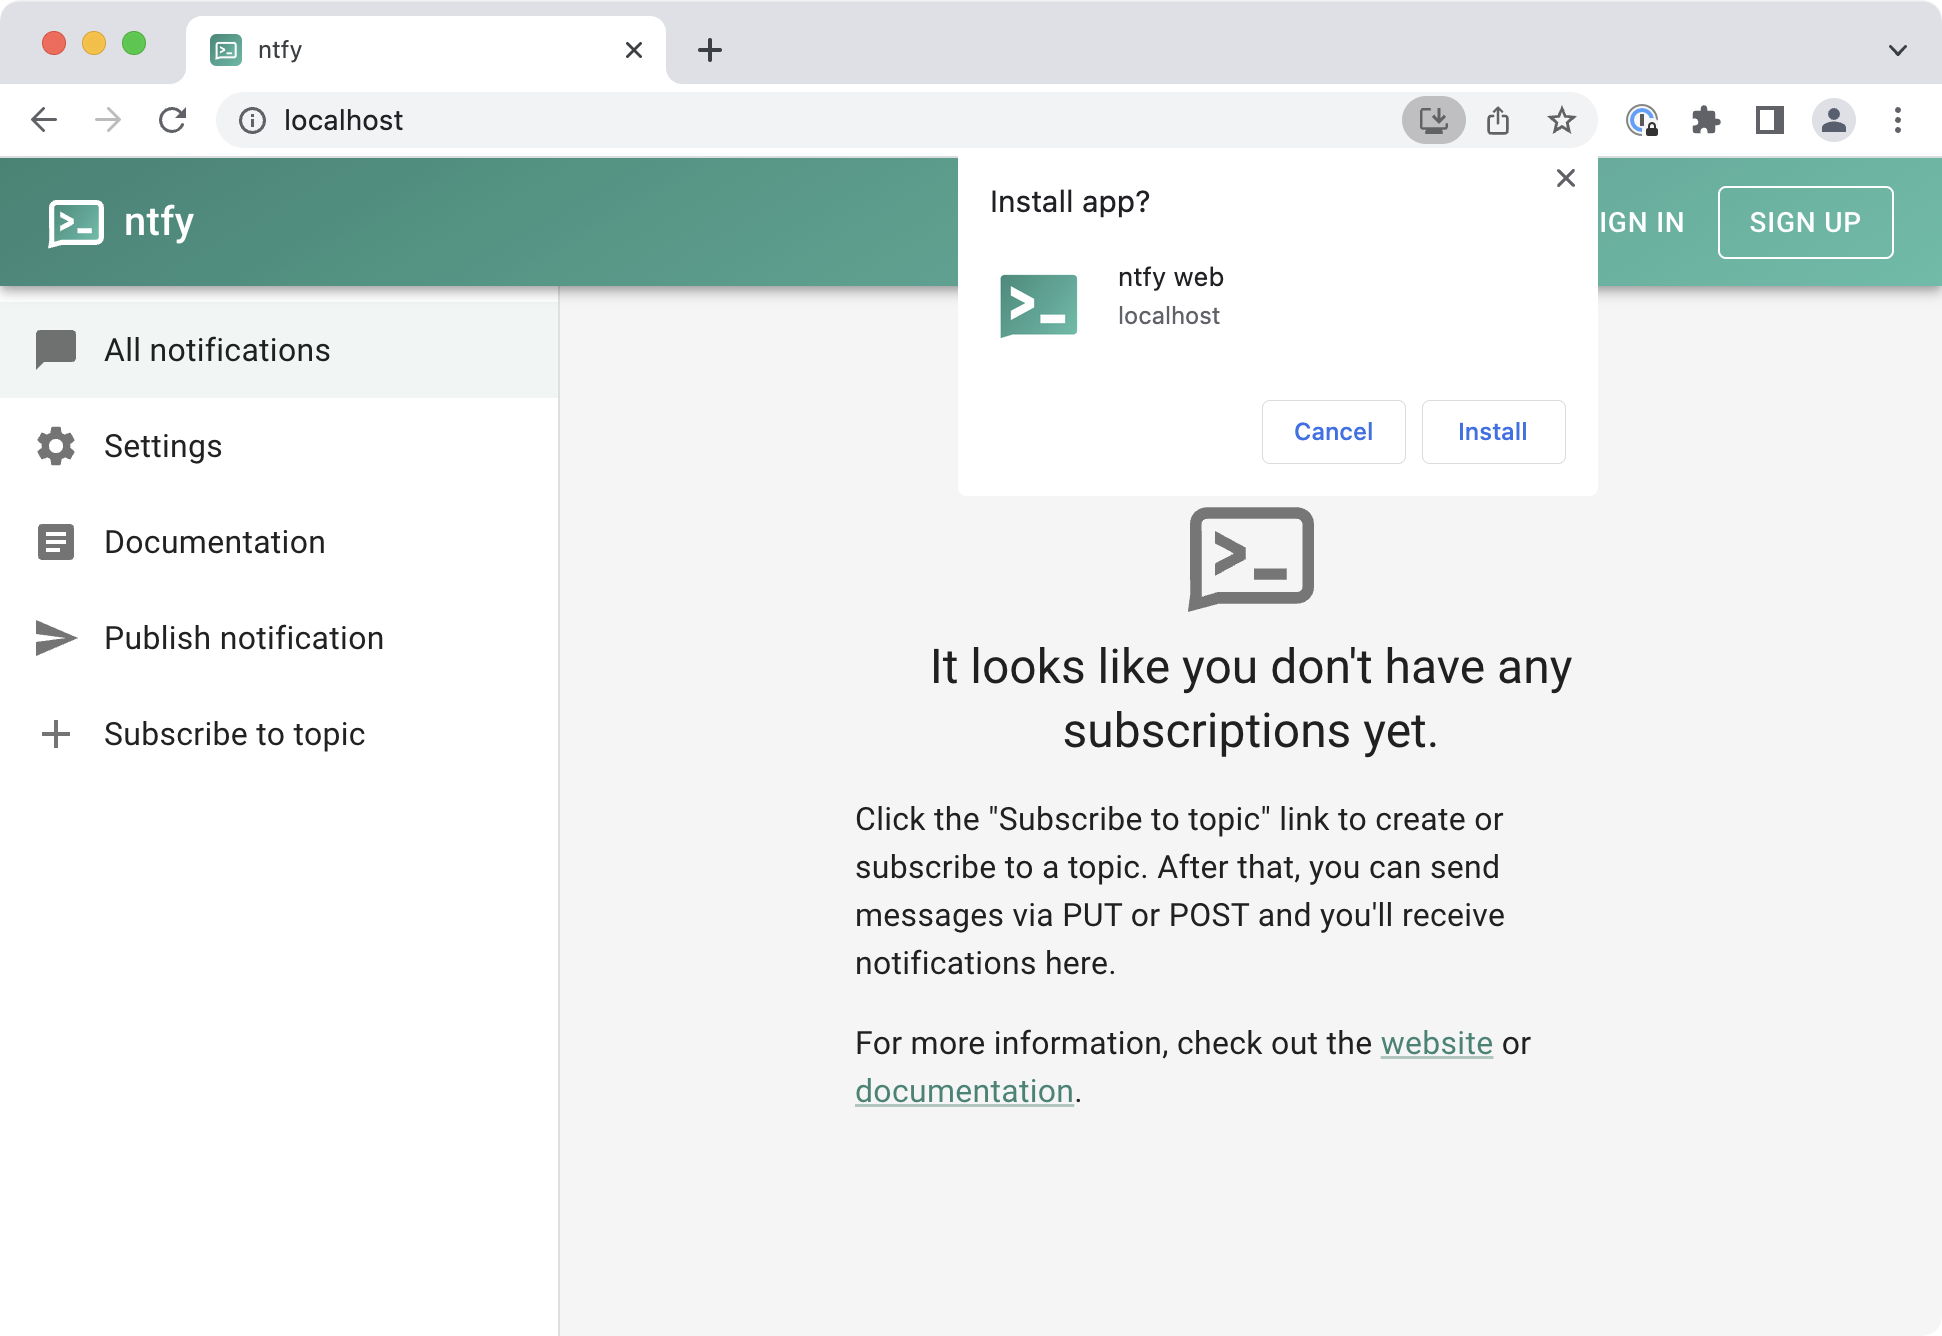 ntfy
localhost
ntfy
IGN IN
SIGN UP
Install app?
ntfy web
localhost
Cancel
Install
All notifications
Settings
Documentation
Publish notification
Subscribe to topic
It looks like you don't have any
subscriptions yet.
Click the "Subscribe to topic" link to create or
subscribe to a topic. After that, you can send
messages via PUT or POST and you'll receive
notifications here.
For more information, check out the website or
documentation.